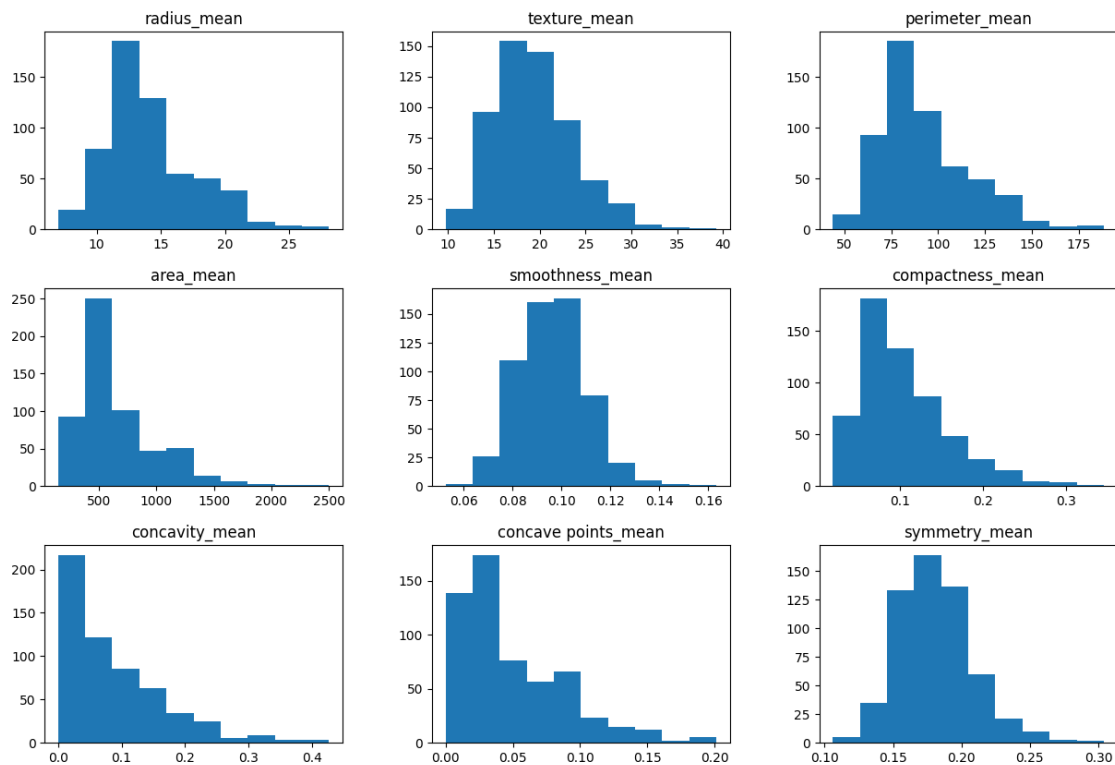 radius_mean
150
100
50
0
10 15 20 25
texture_mean
150
125
100
75
50
25
0
10 15 20 25 30 35 40
perimeter_mean
150
100
50
0
50 75 100 125 150 175
area_mean
250
200
150
100
50
0
500 1000 1500 2000 2500
smoothness_mean
150
125
100
75
50
25
0
0.06 0.08 0.10 0.12 0.14 0.16
compactness_mean
150
100
50
0
0.1 0.2 0.3
concavity_mean
200
150
100
50
0
0.0 0.1 0.2 0.3 0.4
concave points_mean
150
100
50
0
0.00 0.05 0.10 0.15 0.20
symmetry_mean
150
125
100
75
50
25
0
0.10 0.15 0.20 0.25 0.30